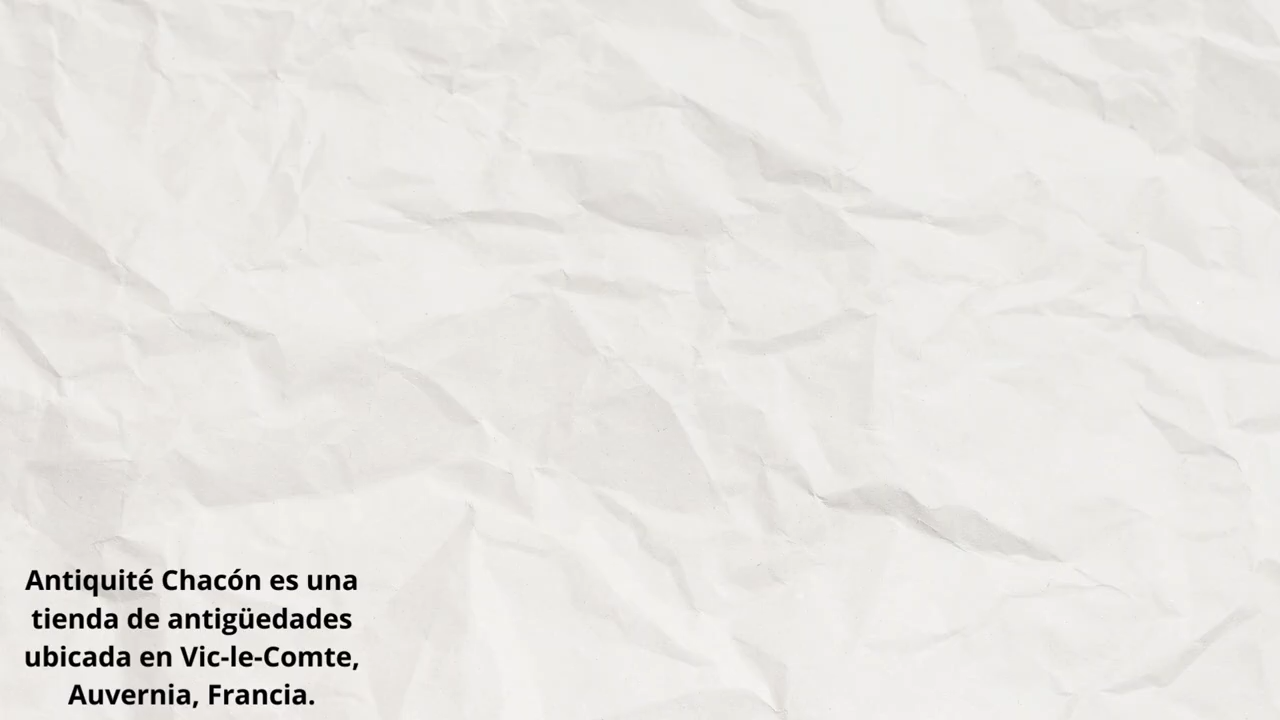 Antiquité Chacón es una
tienda de antigüedades
ubicada en Vic-le-Comte,
Auvernia, Francia.